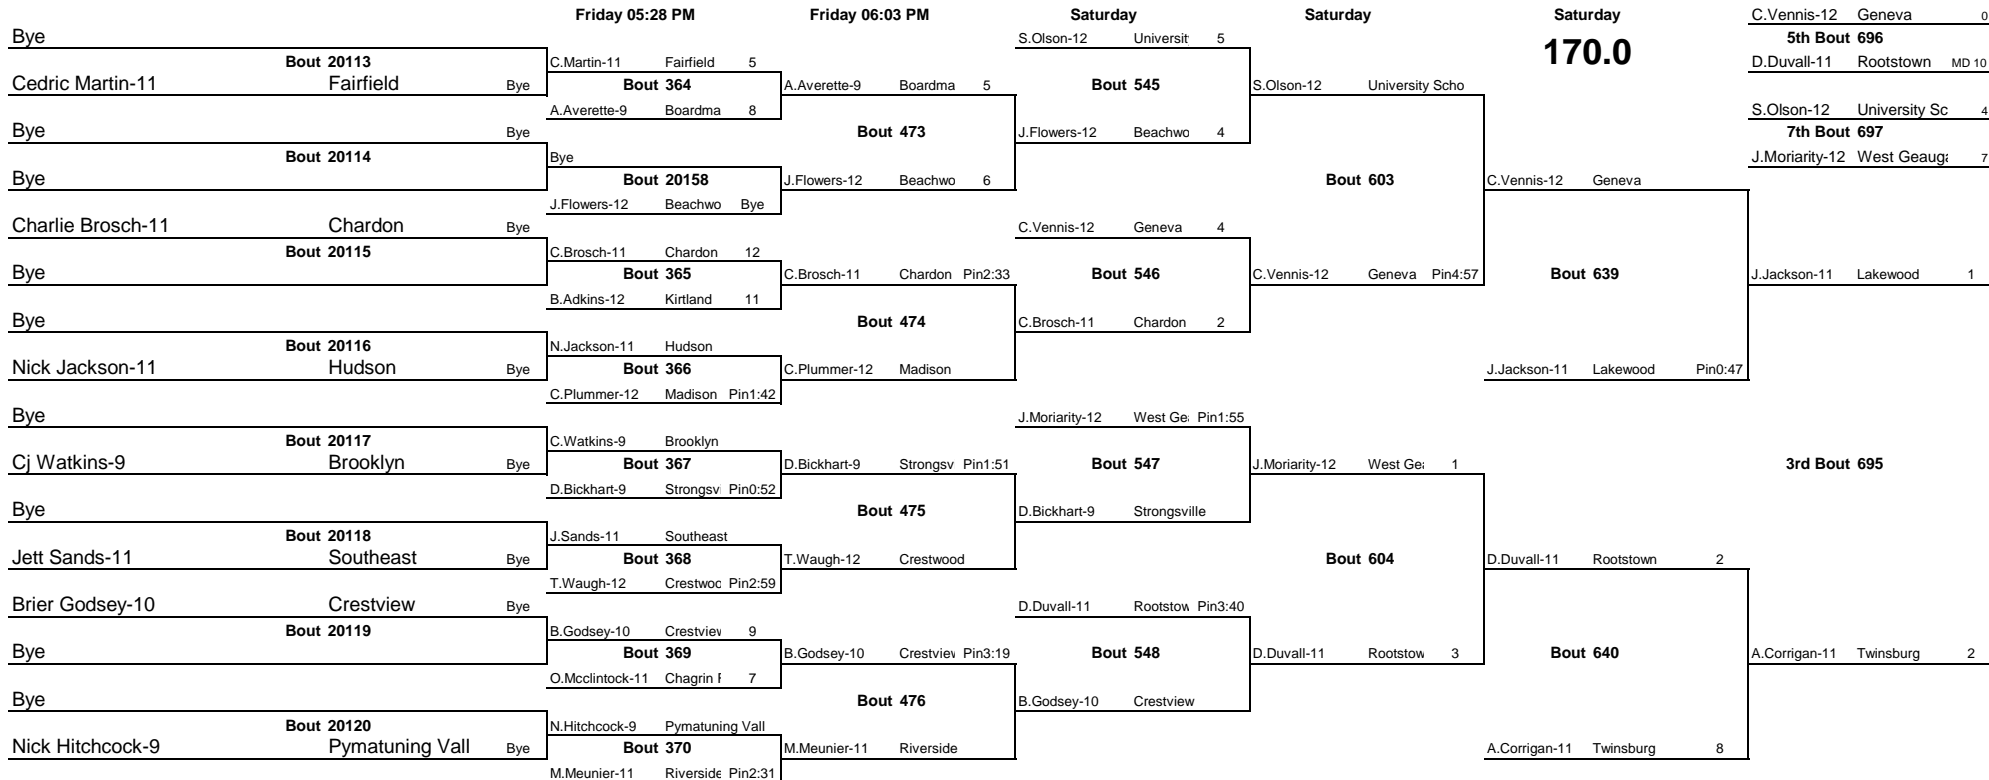 Friday 05:28 PM Friday 06:03 PM Saturday Saturday Saturday C.Vennis-12 Geneva 0
Bye S.Olson-12 Universit 5 170.0 5th Bout 696
Bout 20113 C.Martin-11 Fairfield 5 D.Duvall-11 Rootstown MD 10
Cedric Martin-11 Fairfield Bye Bout 364 A.Averette-9 Boardma 5 Bout 545 S.Olson-12 University Scho
A.Averette-9 Boardma 8 S.Olson-12 University Sc 4
Bye Bye Bout 473 J.Flowers-12 Beachwo 4 7th Bout 697
Bout 20114 Bye J.Moriarity-12 West Geauga 7
Bye Bout 20158 J.Flowers-12 Beachwo 6 Bout 603 C.Vennis-12 Geneva
J.Flowers-12 Beachwo Bye
Charlie Brosch-11 Chardon Bye C.Vennis-12 Geneva 4
Bout 20115 C.Brosch-11 Chardon 12
Bye Bout 365 C.Brosch-11 Chardon Pin2:33 Bout 546 C.Vennis-12 Geneva Pin4:57 Bout 639 J.Jackson-11 Lakewood 1
B.Adkins-12 Kirtland 11
Bye Bout 474 C.Brosch-11 Chardon 2
Bout 20116 N.Jackson-11 Hudson
Nick Jackson-11 Hudson Bye Bout 366 C.Plummer-12 Madison J.Jackson-11 Lakewood Pin0:47
C.Plummer-12 Madison Pin1:42
Bye J.Moriarity-12 West Gea Pin1:55
Bout 20117 C.Watkins-9 Brooklyn
Cj Watkins-9 Brooklyn Bye Bout 367 D.Bickhart-9 Strongsv Pin1:51 Bout 547 J.Moriarity-12 West Gea 1 3rd Bout 695
D.Bickhart-9 Strongsvi Pin0:52
Bye Bout 475 D.Bickhart-9 Strongsville
Bout 20118 J.Sands-11 Southeast
Jett Sands-11 Southeast Bye Bout 368 T.Waugh-12 Crestwood Bout 604 D.Duvall-11 Rootstown 2
T.Waugh-12 Crestwoo Pin2:59
Brier Godsey-10 Crestview Bye D.Duvall-11 Rootstow Pin3:40
Bout 20119 B.Godsey-10 Crestview 9
Bye Bout 369 B.Godsey-10 Crestview Pin3:19 Bout 548 D.Duvall-11 Rootstow 3 Bout 640 A.Corrigan-11 Twinsburg 2
O.Mcclintock-11 Chagrin F 7
Bye Bout 476 B.Godsey-10 Crestview
Bout 20120 N.Hitchcock-9 Pymatuning Vall
Nick Hitchcock-9 Pymatuning Vall Bye Bout 370 M.Meunier-11 Riverside A.Corrigan-11 Twinsburg 8
M.Meunier-11 Riverside Pin2:31